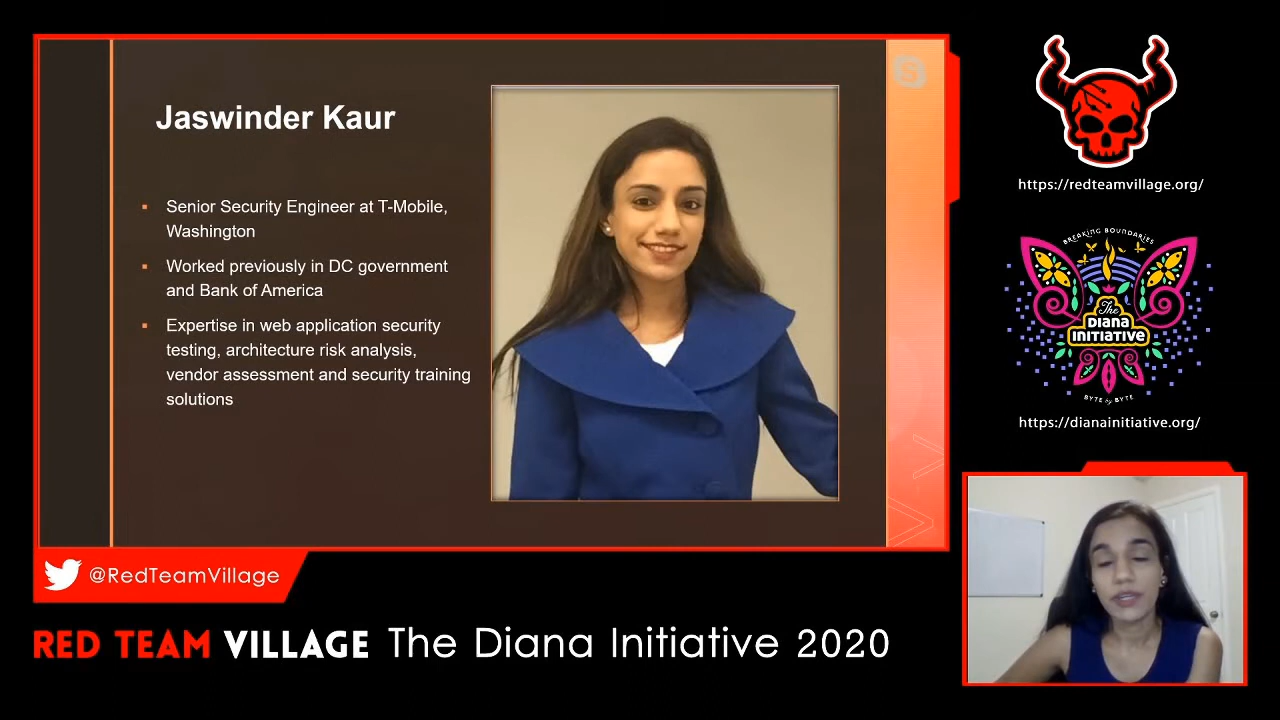 Jaswinder Kaur
Senior Security Engineer at T-Mobile,
Washington
Worked previously in DC government
and Bank of America
Expertise in web application security
testing, architecture risk analysis,
vendor assessment and security training
solutions
S
https://redteamvillage.org/
BREAKING BOUNDARIES
The
DIANA
INITIATIVE
BYTE by BYTE
https://dianainitiative.org/
@RedTeamVillage
RED TEAM VILLAGE The Diana Initiative 2020